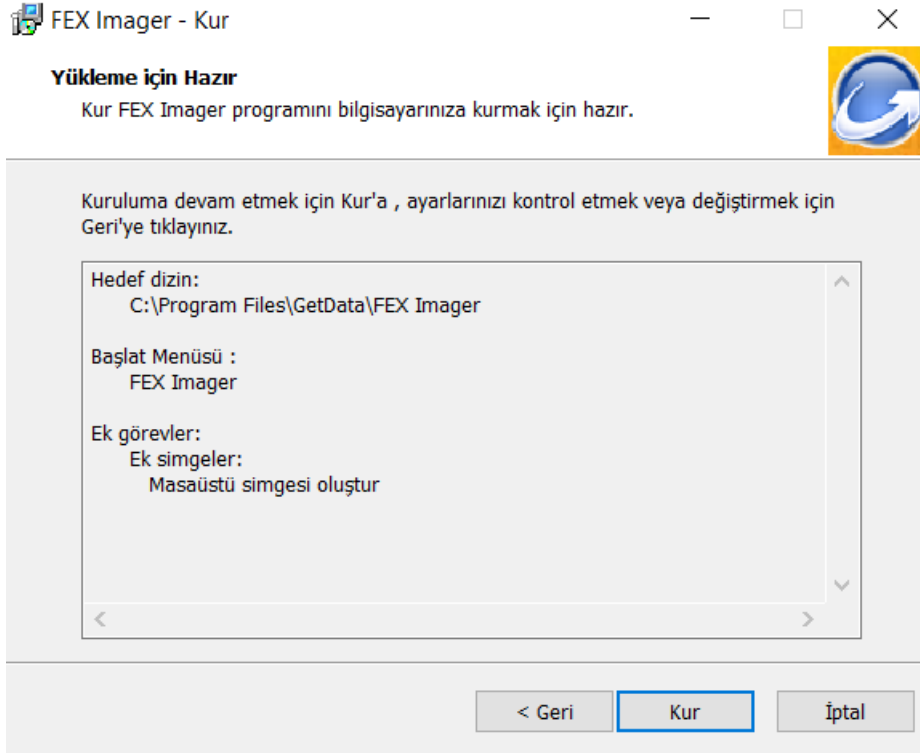 FEX Imager - Kur
Yükleme için Hazır
Kur FEX Imager programını bilgisayarınıza kurmak için hazır.
Kuruluma devam etmek için Kur'a , ayarlarınızı kontrol etmek veya değiştirmek için
Geri'ye tıklayınız.
Hedef dizin:
C:\Program Files\GetData\FEX Imager
Başlat Menüsü :
FEX Imager
Ek görevler:
Ek simgeler:
Masaüstü simgesi oluştur
< Geri
Kur
İptal